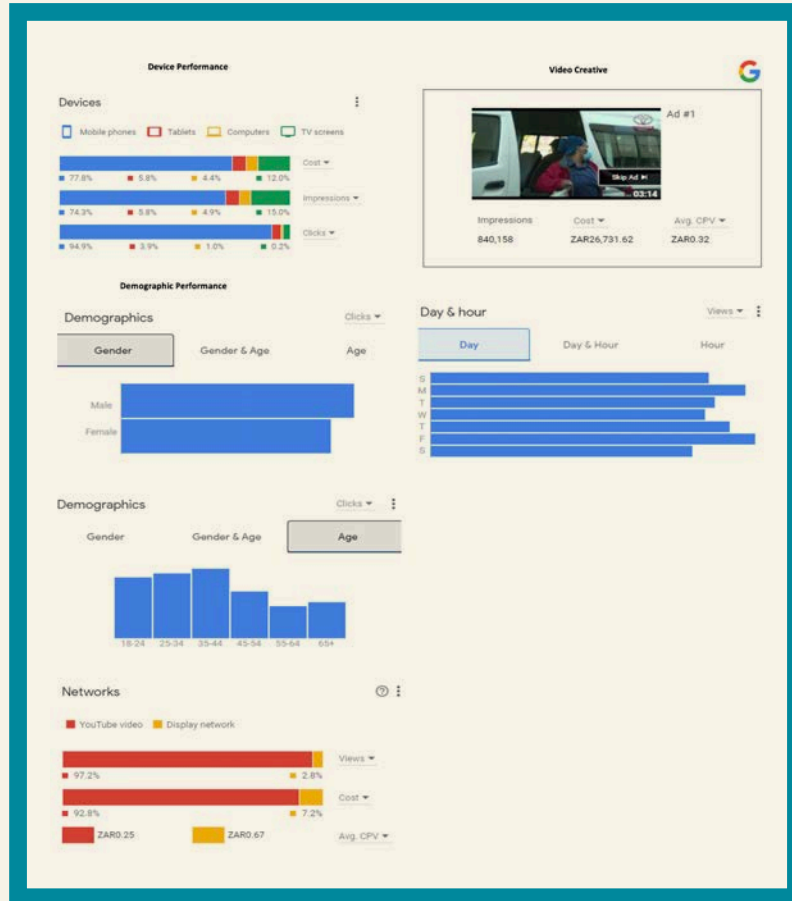 Device Performance
Devices
Mobile phones Tablets Computers TV screens
Cost
77.8% 5.8% 4.4% 12.0%
Impressions
74.3% 5.8% 4.9% 15.0%
Clicks
94.9% 3.9% 1.0% 0.2%
Video Creative
G
Ad #1
TOYOTA
Skip Ad
03:14
Impressions Cost Avg. CPV
840,158 ZAR26,731.62 ZAR0.32
Demographic Performance
Demographics Clicks
Gender Gender & Age Age
Male
Female
Day & hour Views
Day Day & Hour Hour
S
M
T
W
T
F
S
Demographics Clicks
Gender Gender & Age Age
18-24 25-34 35-44 45-54 55-64 65+
Networks
YouTube video Display network
Views
97.2% 2.8%
Cost
92.8% 7.2%
ZAR0.25 ZAR0.67 Avg. CPV